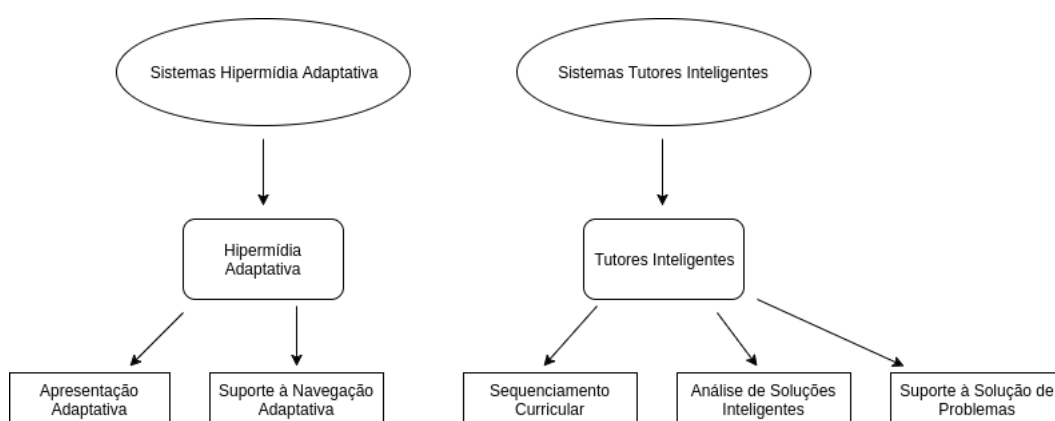 Sistemas Hipermídia Adaptativa
Sistemas Tutores Inteligentes
Hipermídia
Adaptativa
Tutores Inteligentes
Apresentação
Adaptativa
Suporte à Navegação
Adaptativa
Sequenciamento
Curricular
Análise de Soluções
Inteligentes
Suporte à Solução de
Problemas